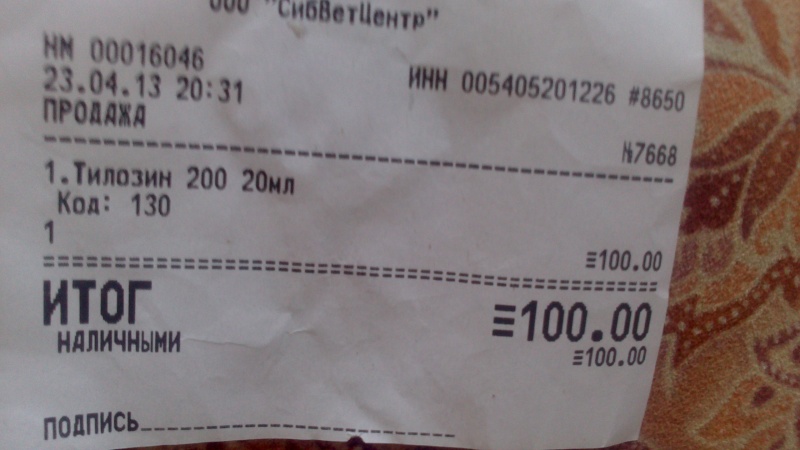 ООО "СибВетЦентр"
НМ 00016046 ИНН 005405201226 #8650
23.04.13 20:31
ПРОДАЖА №7668
1.Тилозин 200 20мл
Код: 130
1 ≡100.00
ИТОГ ≡100.00
НАЛИЧНЫМИ ≡100.00
ПОДПИСЬ